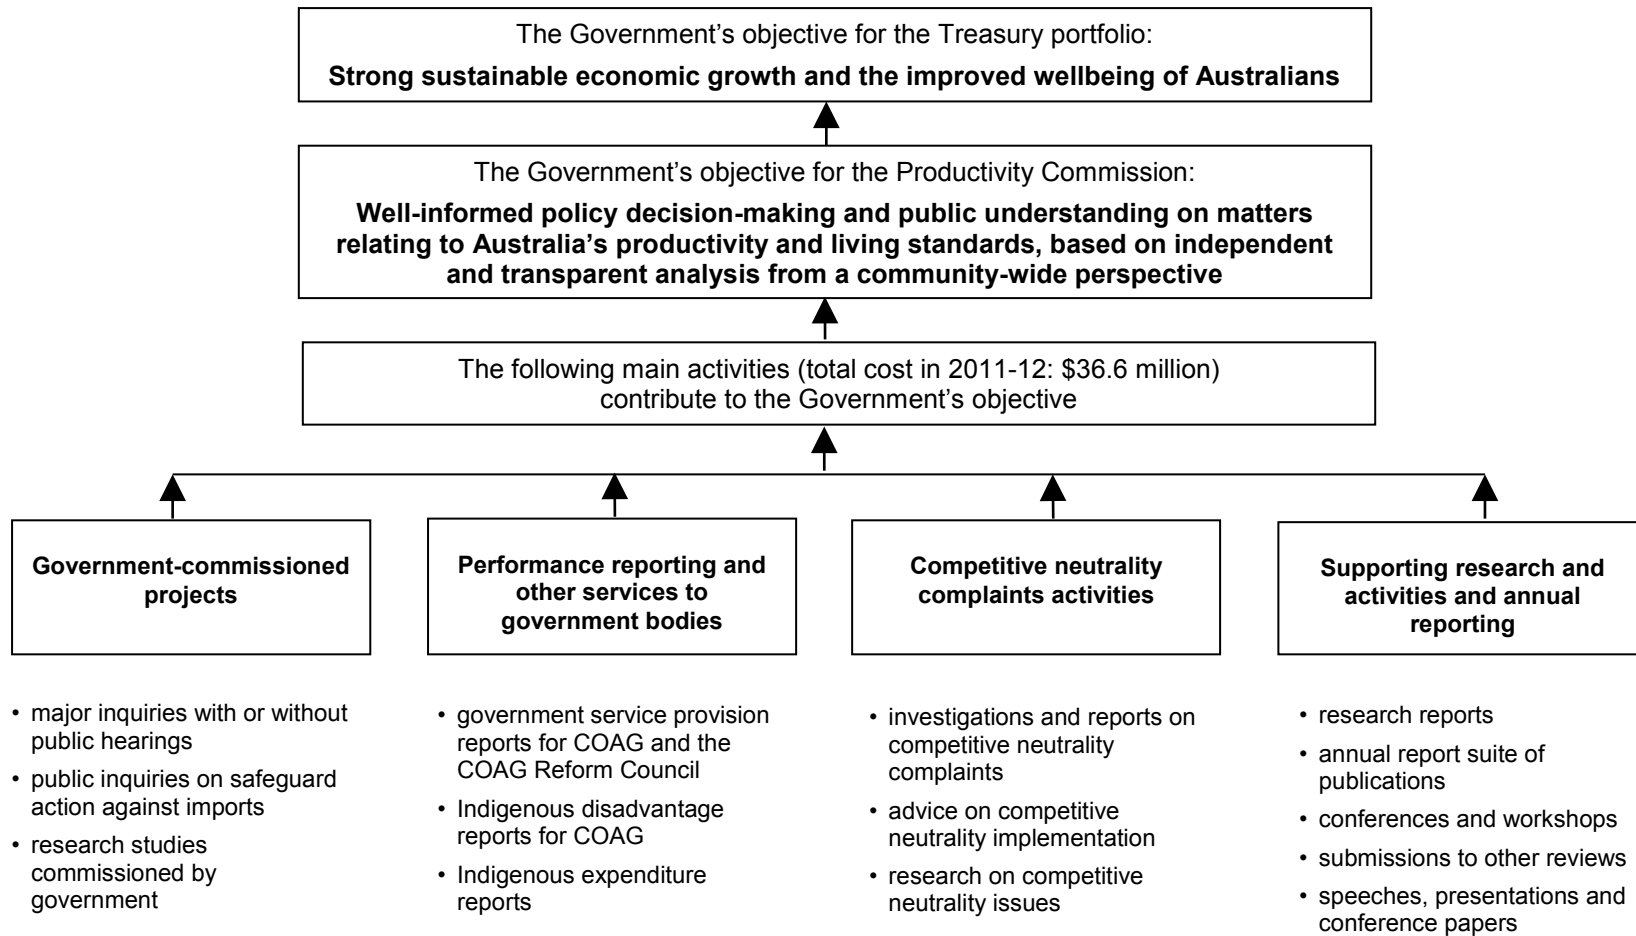 The Government’s objective for the Treasury portfolio:
Strong sustainable economic growth and the improved wellbeing of Australians
The Government’s objective for the Productivity Commission:
Well-informed policy decision-making and public understanding on matters
relating to Australia’s productivity and living standards, based on independent
and transparent analysis from a community-wide perspective
The following main activities (total cost in 2011-12: $36.6 million)
contribute to the Government’s objective
Government-commissioned
projects
Performance reporting and
other services to
government bodies
Competitive neutrality
complaints activities
Supporting research and
activities and annual
reporting
• major inquiries with or without
public hearings
• public inquiries on safeguard
action against imports
• research studies
commissioned by
government
• government service provision
reports for COAG and the
COAG Reform Council
• Indigenous disadvantage
reports for COAG
• Indigenous expenditure
reports
• investigations and reports on
competitive neutrality
complaints
• advice on competitive
neutrality implementation
• research on competitive
neutrality issues
• research reports
• annual report suite of
publications
• conferences and workshops
• submissions to other reviews
• speeches, presentations and
conference papers